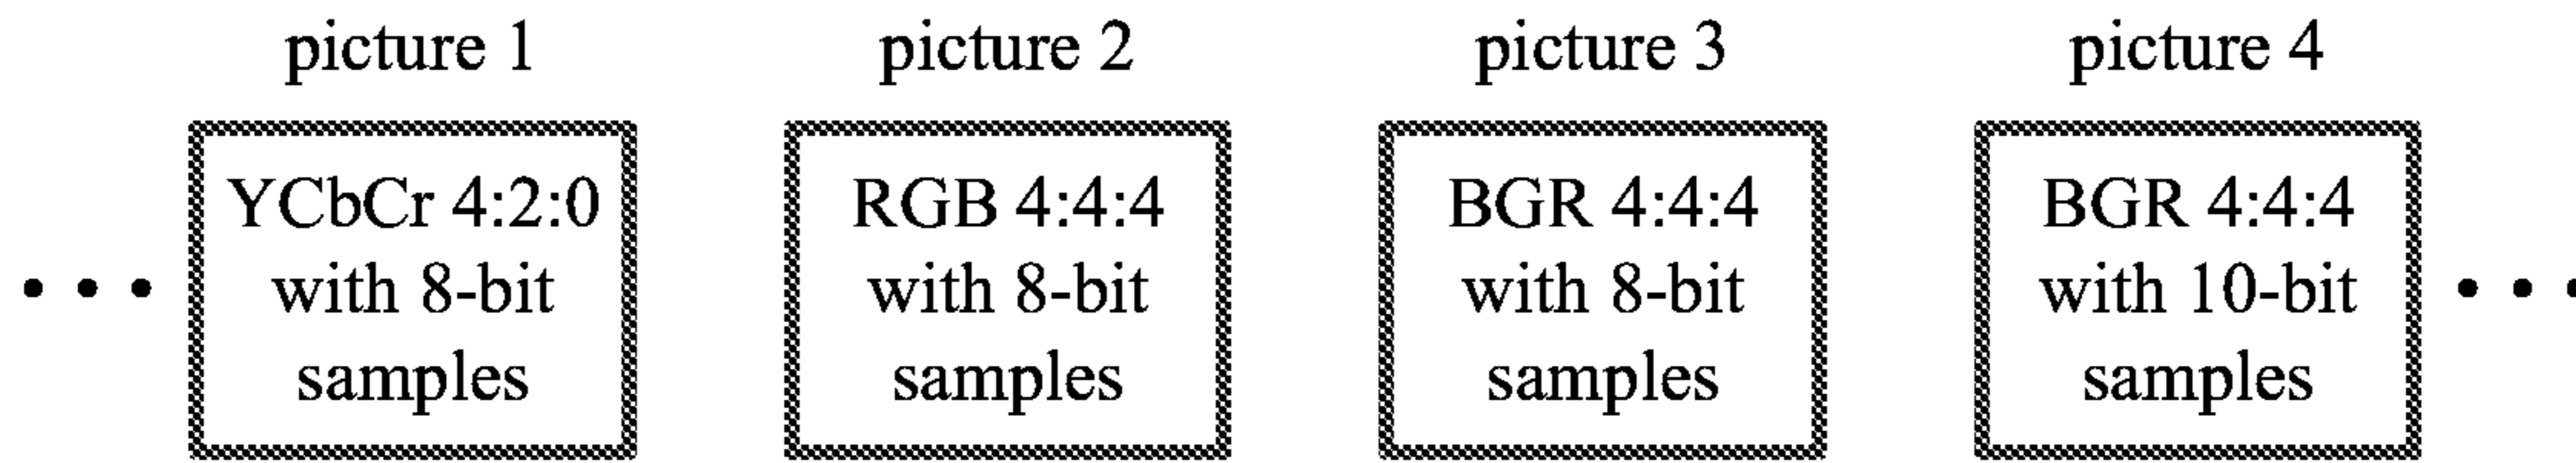 picture 1
YCbCr 4:2:0
with 8-bit
samples
picture 2
RGB 4:4:4
with 8-bit
samples
picture 3
BGR 4:4:4
with 8-bit
samples
picture 4
BGR 4:4:4
with 10-bit
samples